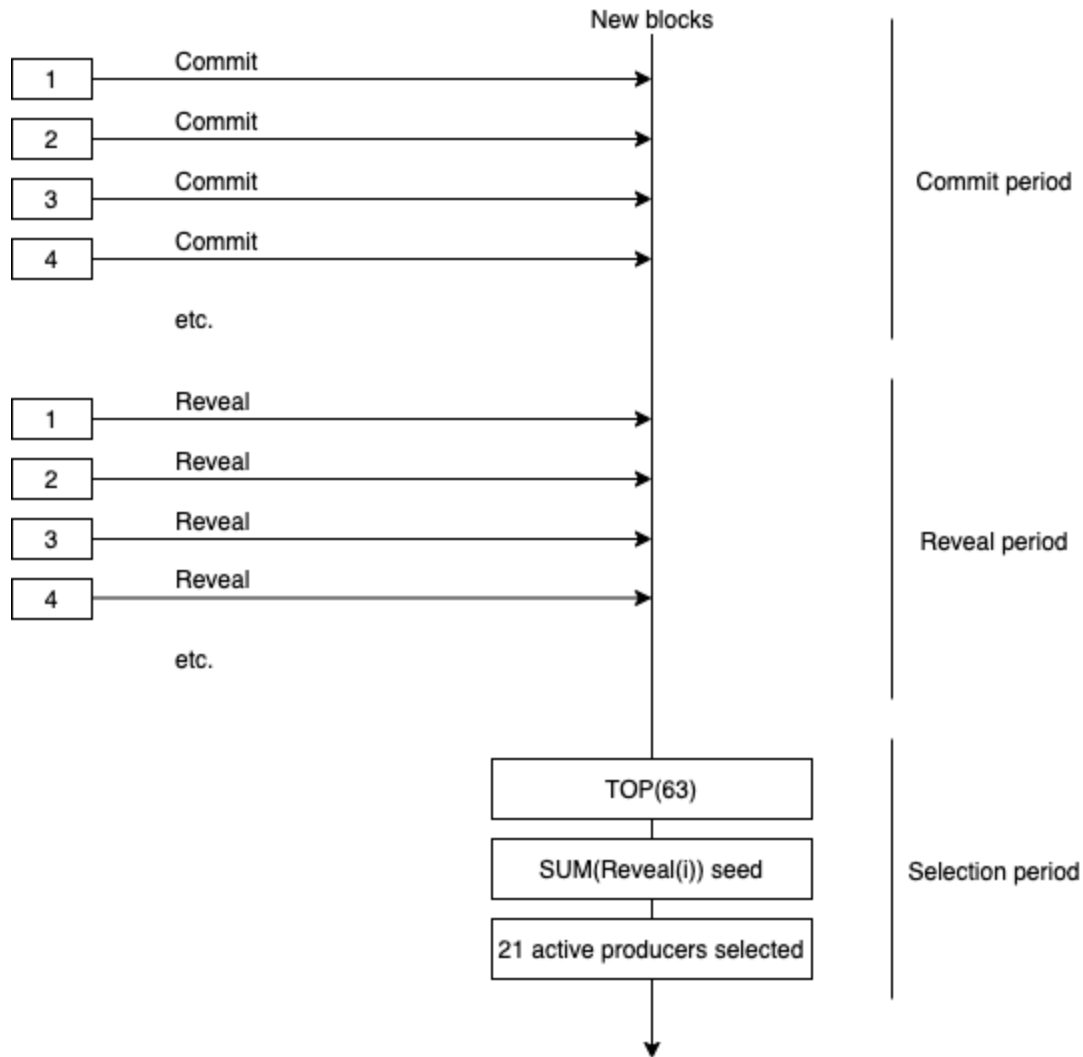 New blocks
1
Commit
2
Commit
3
Commit
4
Commit
etc.
Commit period
1
Reveal
2
Reveal
3
Reveal
4
Reveal
etc.
Reveal period
TOP(63)
SUM(Reveal(i)) seed
21 active producers selected
Selection period